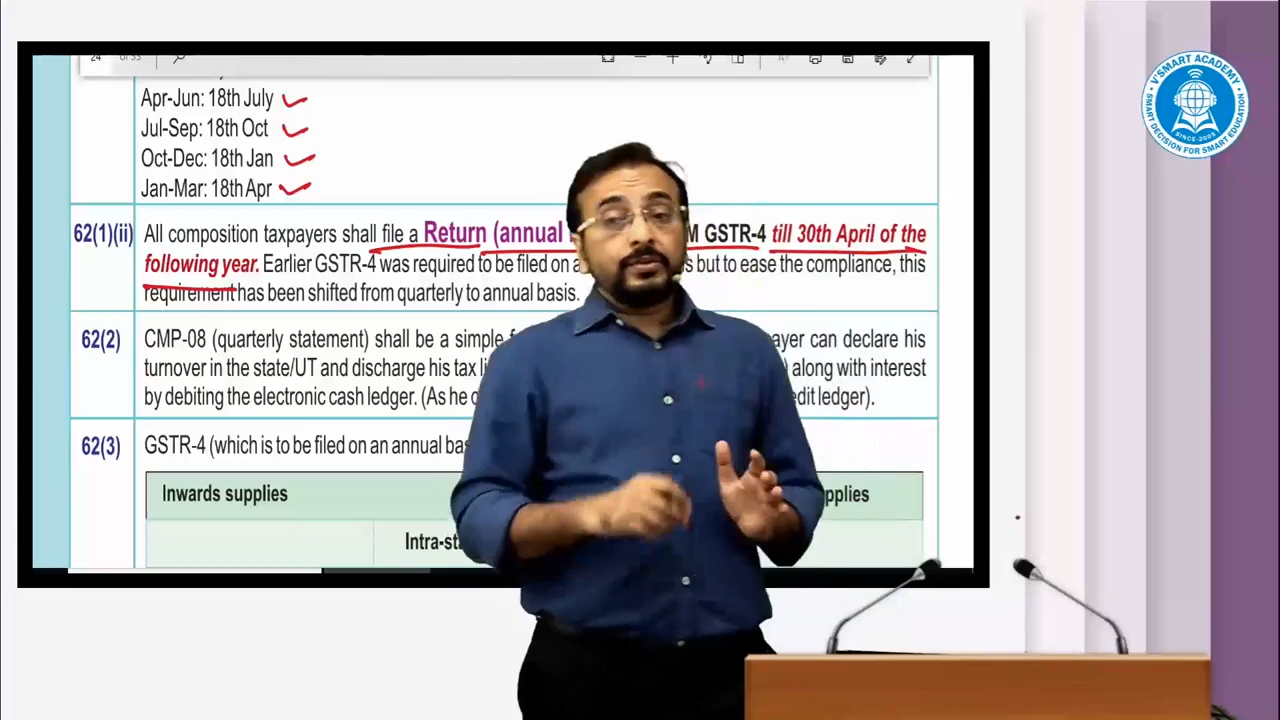 24 of 33
Apr-Jun: 18th July
Jul-Sep: 18th Oct
Oct-Dec: 18th Jan
Jan-Mar: 18th Apr
62(1)(ii) All composition taxpayers shall file a Return (annual M GSTR-4 till 30th April of the
following year. Earlier GSTR-4 was required to be filed on a s but to ease the compliance, this
requirement has been shifted from quarterly to annual basis.
62(2) CMP-08 (quarterly statement) shall be a simple payer can declare his
turnover in the state/UT and discharge his tax along with interest
by debiting the electronic cash ledger. (As he edit ledger).
62(3) GSTR-4 (which is to be filed on an annual
Inwards supplies pplies
Intra-sta
V'SMART ACADEMY
SINCE-2005
SMART DECISION FOR SMART EDUCATION